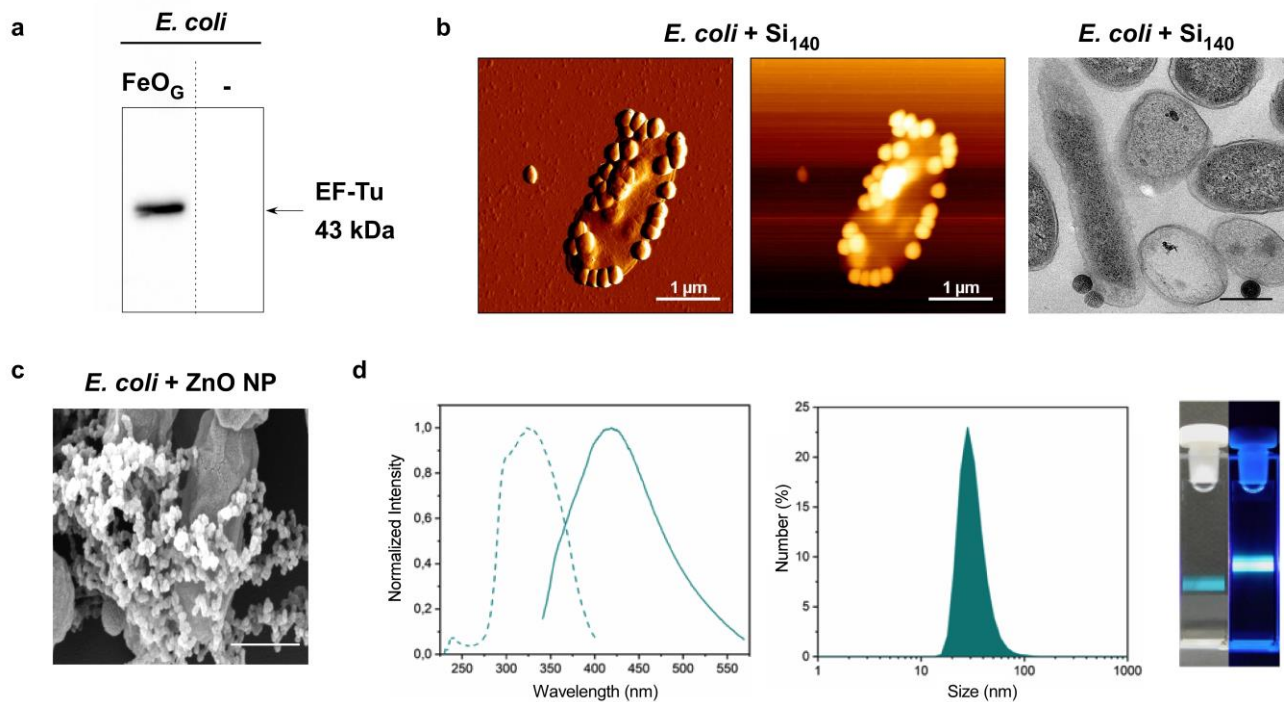 a
E. coli
FeOG
-
EF-Tu
43 kDa
b
E. coli + Si140
1 µm
1 µm
E. coli + Si140
c
E. coli + ZnO NP
d
Normalized Intensity
1,0
0,8
0,6
0,4
0,2
0,0
250 300 350 400 450 500 550
Wavelength (nm)
Number (%)
25
20
15
10
5
0
1 10 100 1000
Size (nm)